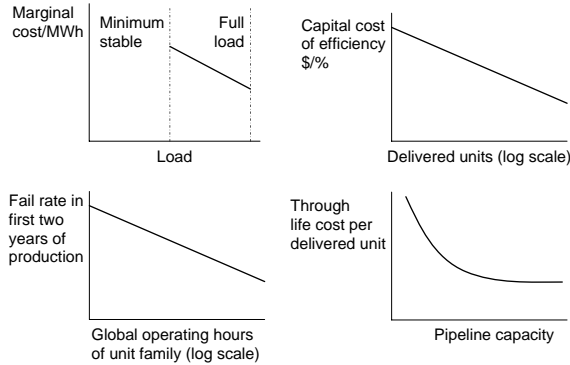 Marginal
cost/MWh
Minimum
stable
Full
load
Load
Capital cost
of efficiency
$/%
Delivered units (log scale)
Fail rate in
first two
years of
production
Global operating hours
of unit family (log scale)
Through
life cost per
delivered unit
Pipeline capacity